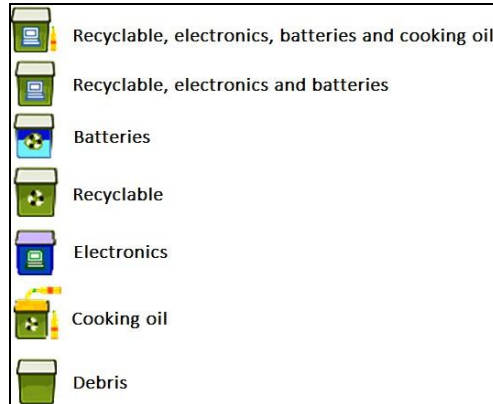 Recyclable, electronics, batteries and cooking oil
Recyclable, electronics and batteries
Batteries
Recyclable
Electronics
Cooking oil
Debris